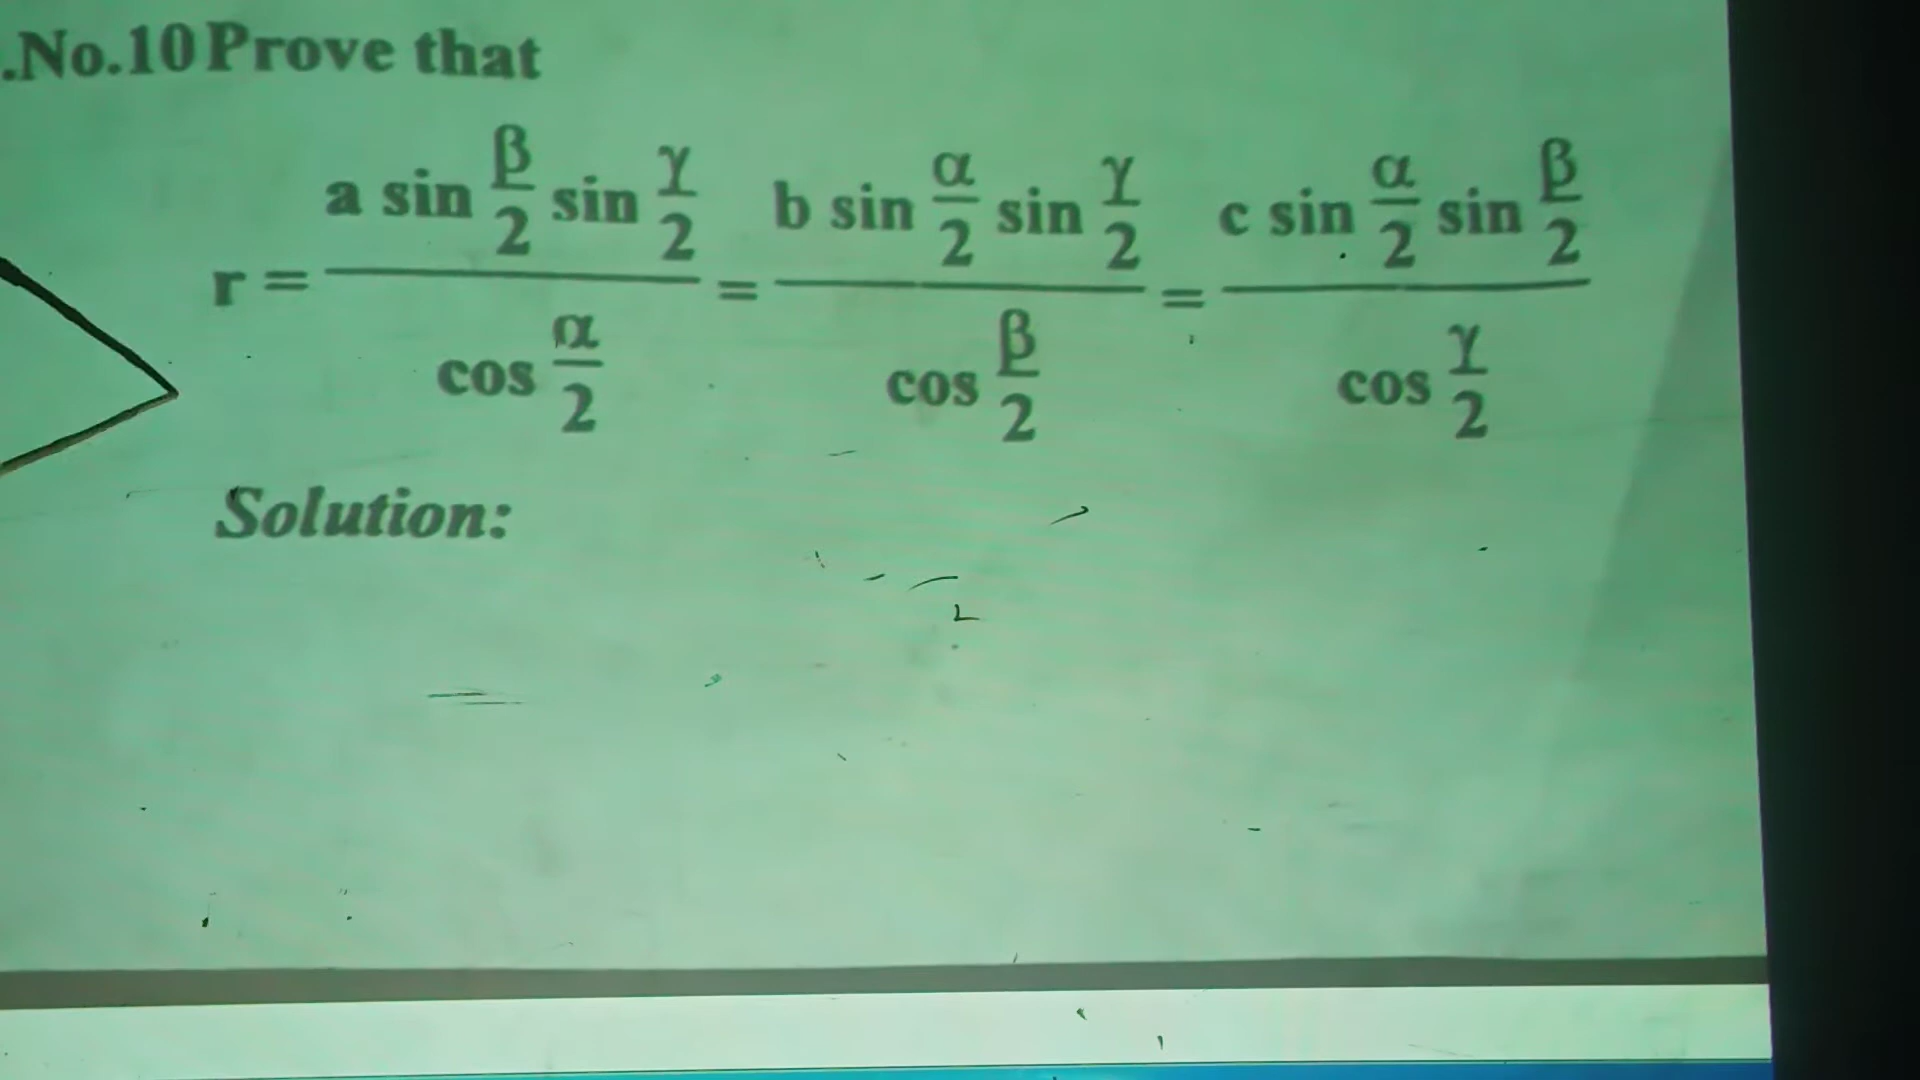 .No.10 Prove that
r = a sin β/2 sin γ/2 / cos α/2 = b sin α/2 sin γ/2 / cos β/2 = c sin α/2 sin β/2 / cos γ/2
Solution: